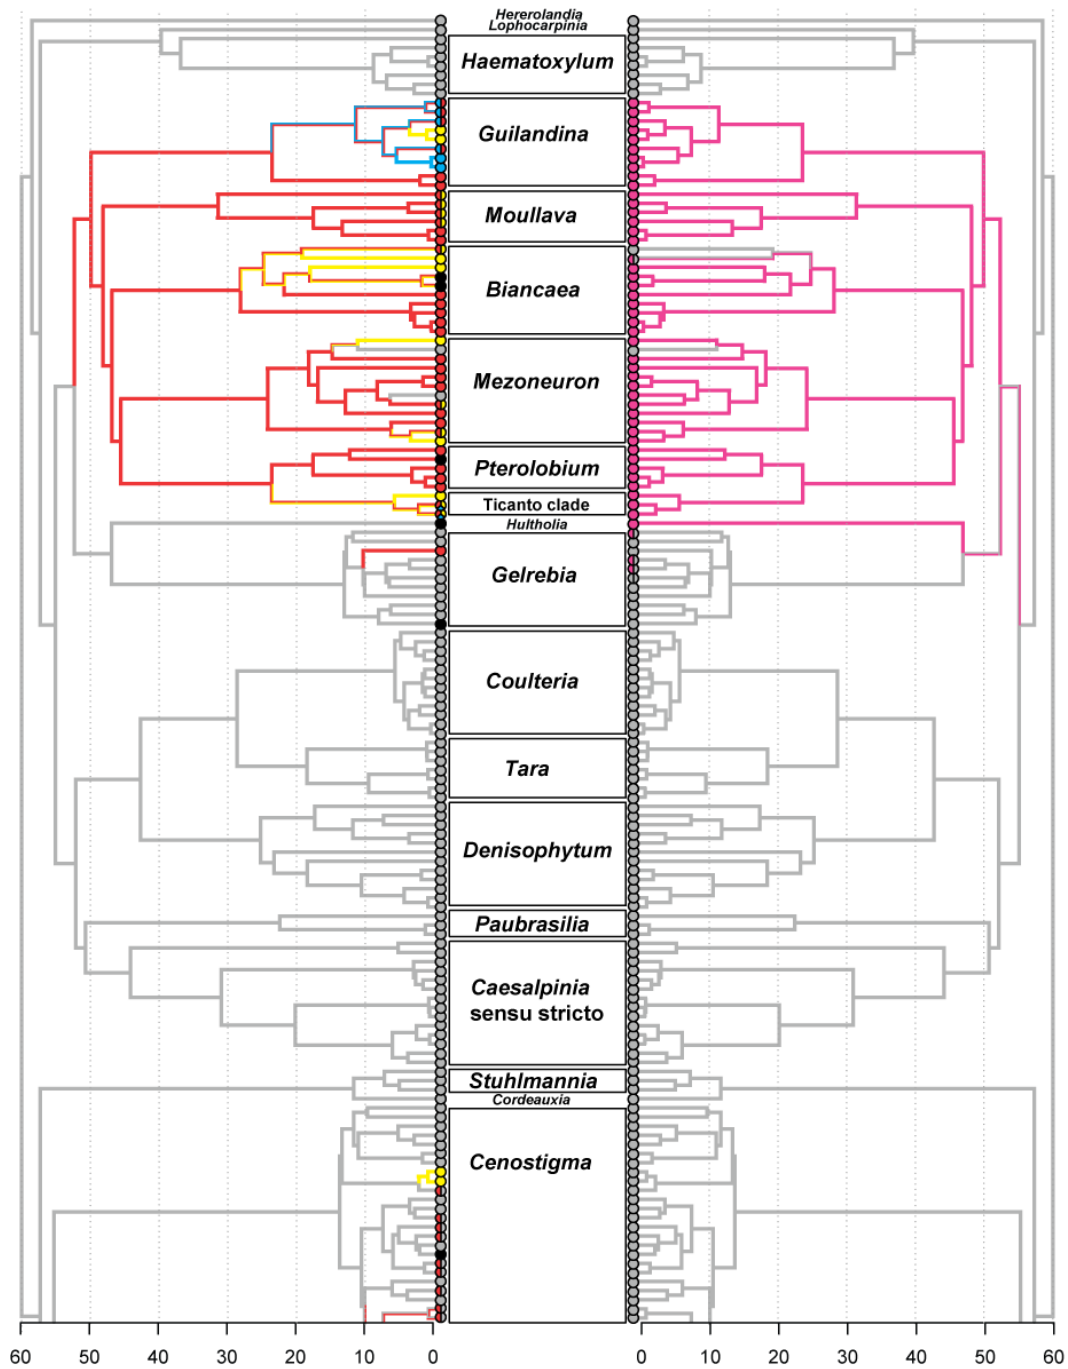 Hererolandia
Lophocarpinia
Haematoxylum
Guilandina
Moullava
Biancaea
Mezoneuron
Pterolobium
Ticanto clade
Hultholia
Gelrebia
Coulteria
Tara
Denisophytum
Paubrasilia
Caesalpinia
sensu stricto
Stuhlmannia
Cordeauxia
Cenostigma
60 50 40 30 20 10 0 0 10 20 30 40 50 60